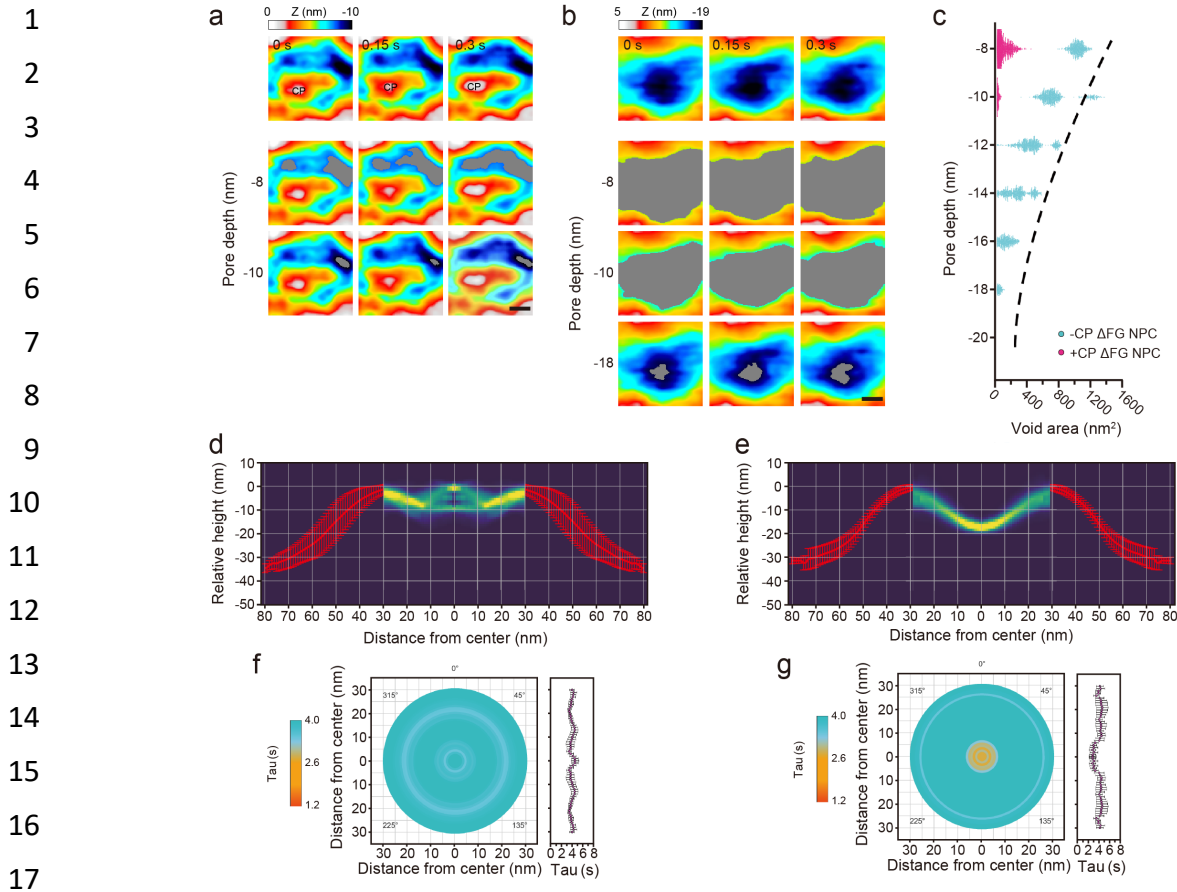 1
2
3
4
5
6
7
8
9
10
11
12
13
14
15
16
17
a
0 Z (nm) -10
0 s 0.15 s 0.3 s
CP CP CP
Pore depth (nm)
-8
-10
b
5 Z (nm) -19
0 s 0.15 s 0.3 s
Pore depth (nm)
-8
-10
-18
c
Pore depth (nm)
-8
-10
-12
-14
-16
-18
-20
-CP ΔFG NPC
+CP ΔFG NPC
0 400 800 1200 1600
Void area (nm²)
d
Relative height (nm)
10
0
-10
-20
-30
-40
-50
80 70 60 50 40 30 20 10 0 10 20 30 40 50 60 70 80
Distance from center (nm)
e
Relative height (nm)
10
0
-10
-20
-30
-40
-50
80 70 60 50 40 30 20 10 0 10 20 30 40 50 60 70 80
Distance from center (nm)
f
Tau (s)
4.0
2.6
1.2
Distance from center (nm)
30
20
10
0
10
20
30
0°
315° 45°
225° 135°
30 20 10 0 10 20 30
Distance from center (nm)
0 2 4 6 8
Tau (s)
g
Tau (s)
4.0
2.6
1.2
Distance from center (nm)
30
20
10
0
10
20
30
0°
315° 45°
225° 135°
30 20 10 0 10 20 30
Distance from center (nm)
0 2 4 6 8
Tau (s)